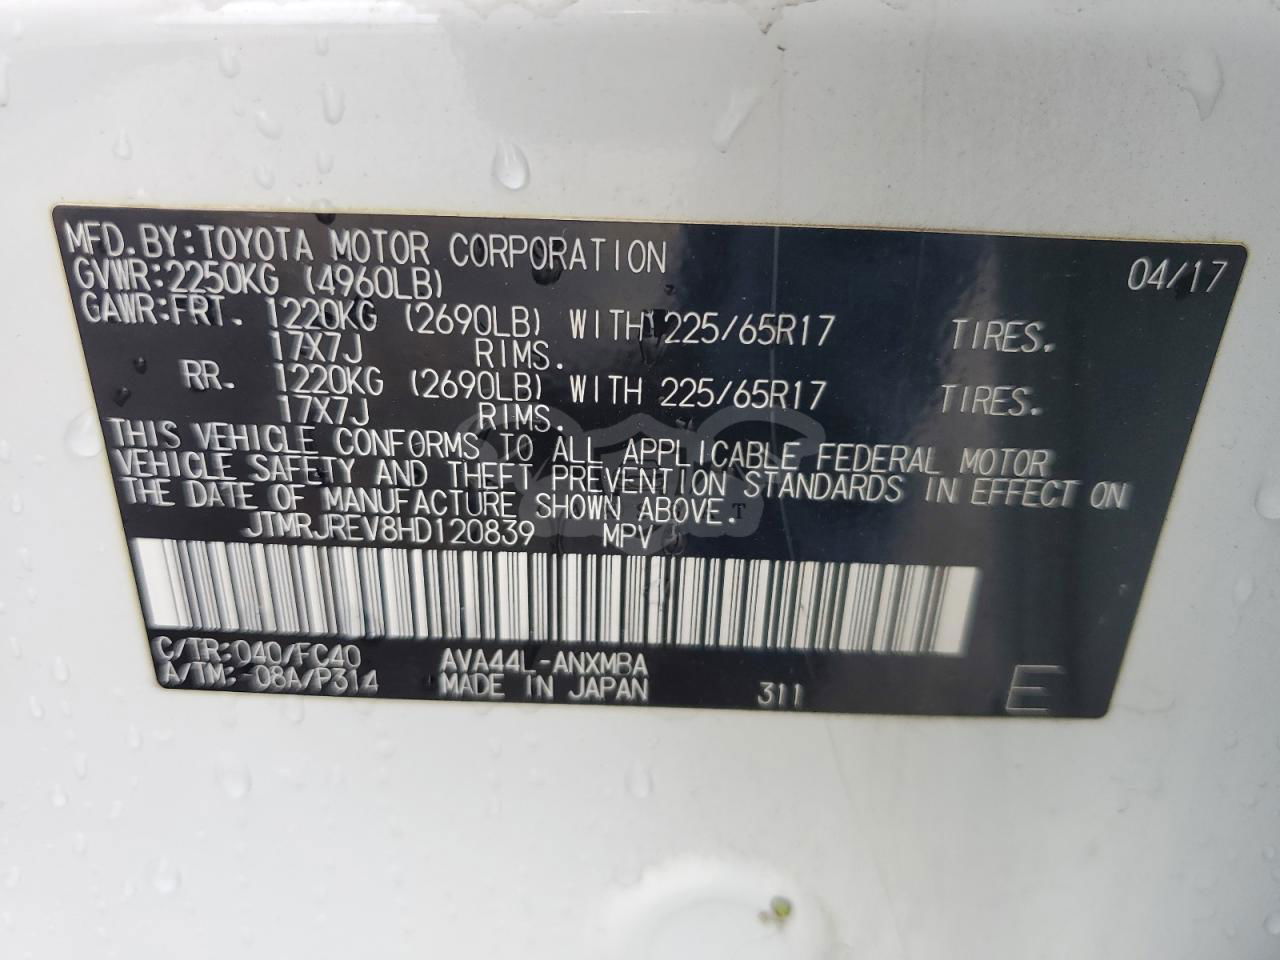 MFD.BY:TOYOTA MOTOR CORPORATION 04/17
GVWR:2250KG (4960LB)
GAWR:FRT. 1220KG (2690LB) WITH 225/65R17 TIRES.
17X7J RIMS.
RR. 1220KG (2690LB) WITH 225/65R17 TIRES.
17X7J RIMS.
THIS VEHICLE CONFORMS TO ALL APPLICABLE FEDERAL MOTOR
VEHICLE SAFETY AND THEFT PREVENTION STANDARDS IN EFFECT ON
THE DATE OF MANUFACTURE SHOWN ABOVE.
JTMRJREV8HD120839 MPV
C/TR:040/FC40 AVA44L-ANXMBA
A/TM:-08A/P314 MADE IN JAPAN 311 E